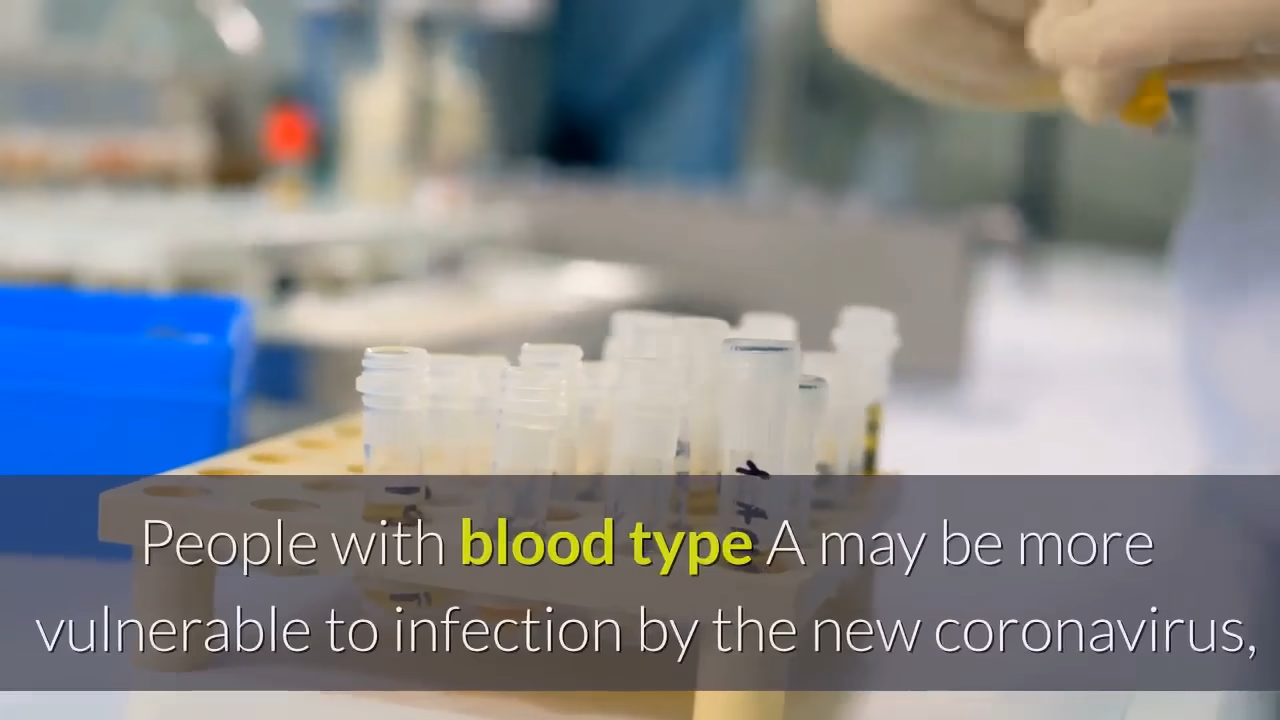 People with blood type A may be more
vulnerable to infection by the new coronavirus,